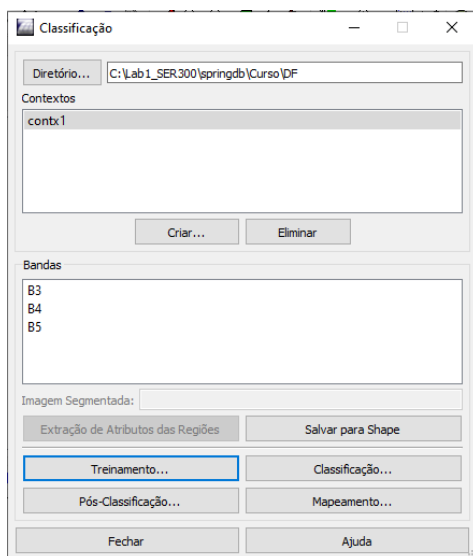 Classificação
Diretório... C:\Lab1_SER300\springdb\Curso\DF
Contextos
contx1
Criar... Eliminar
Bandas
B3
B4
B5
Imagem Segmentada:
Extração de Atributos das Regiões Salvar para Shape
Treinamento... Classificação...
Pós-Classificação... Mapeamento...
Fechar Ajuda